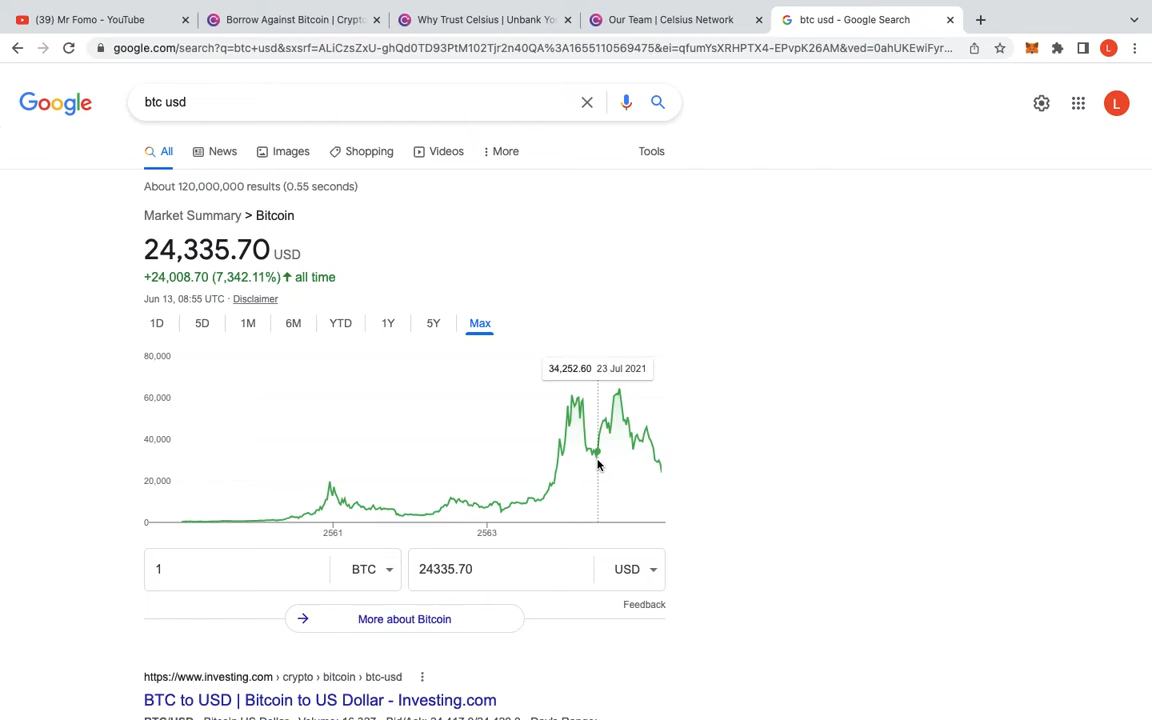 (39) Mr Fomo - YouTube
Borrow Against Bitcoin | Crypto
Why Trust Celsius | Unbank Yo
Our Team | Celsius Network
btc usd - Google Search
google.com/search?q=btc+usd&sxsrf=ALiCzsZxU-ghQd0TD93PtM102Tjr2n40QA%3A1655110569475&ei=qfumYsXRHPTX4-EPvpK26AM&ved=0ahUKEwiFyr...
L
Google
btc usd
L
All
News
Images
Shopping
Videos
More
Tools
About 120,000,000 results (0.55 seconds)
Market Summary > Bitcoin
24,335.70 USD
+24,008.70 (7,342.11%) all time
Jun 13, 08:55 UTC · Disclaimer
1D 5D 1M 6M YTD 1Y 5Y Max
80,000
34,252.60 23 Jul 2021
60,000
40,000
20,000
0
2561 2563
1 BTC 24335.70 USD
Feedback
More about Bitcoin
https://www.investing.com › crypto › bitcoin › btc-usd
BTC to USD | Bitcoin to US Dollar - Investing.com